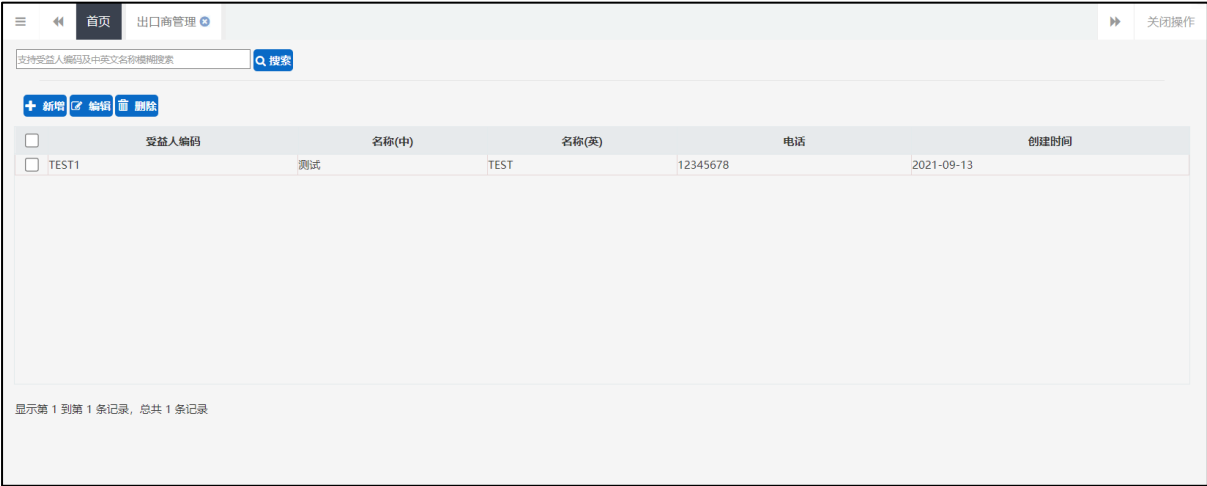 首页 出口商管理 关闭操作
支持受益人编码及中英文名称模糊搜索 搜索
新增 编辑 删除
受益人编码 名称(中) 名称(英) 电话 创建时间
TEST1 测试 TEST 12345678 2021-09-13
显示第 1 到第 1 条记录，总共 1 条记录